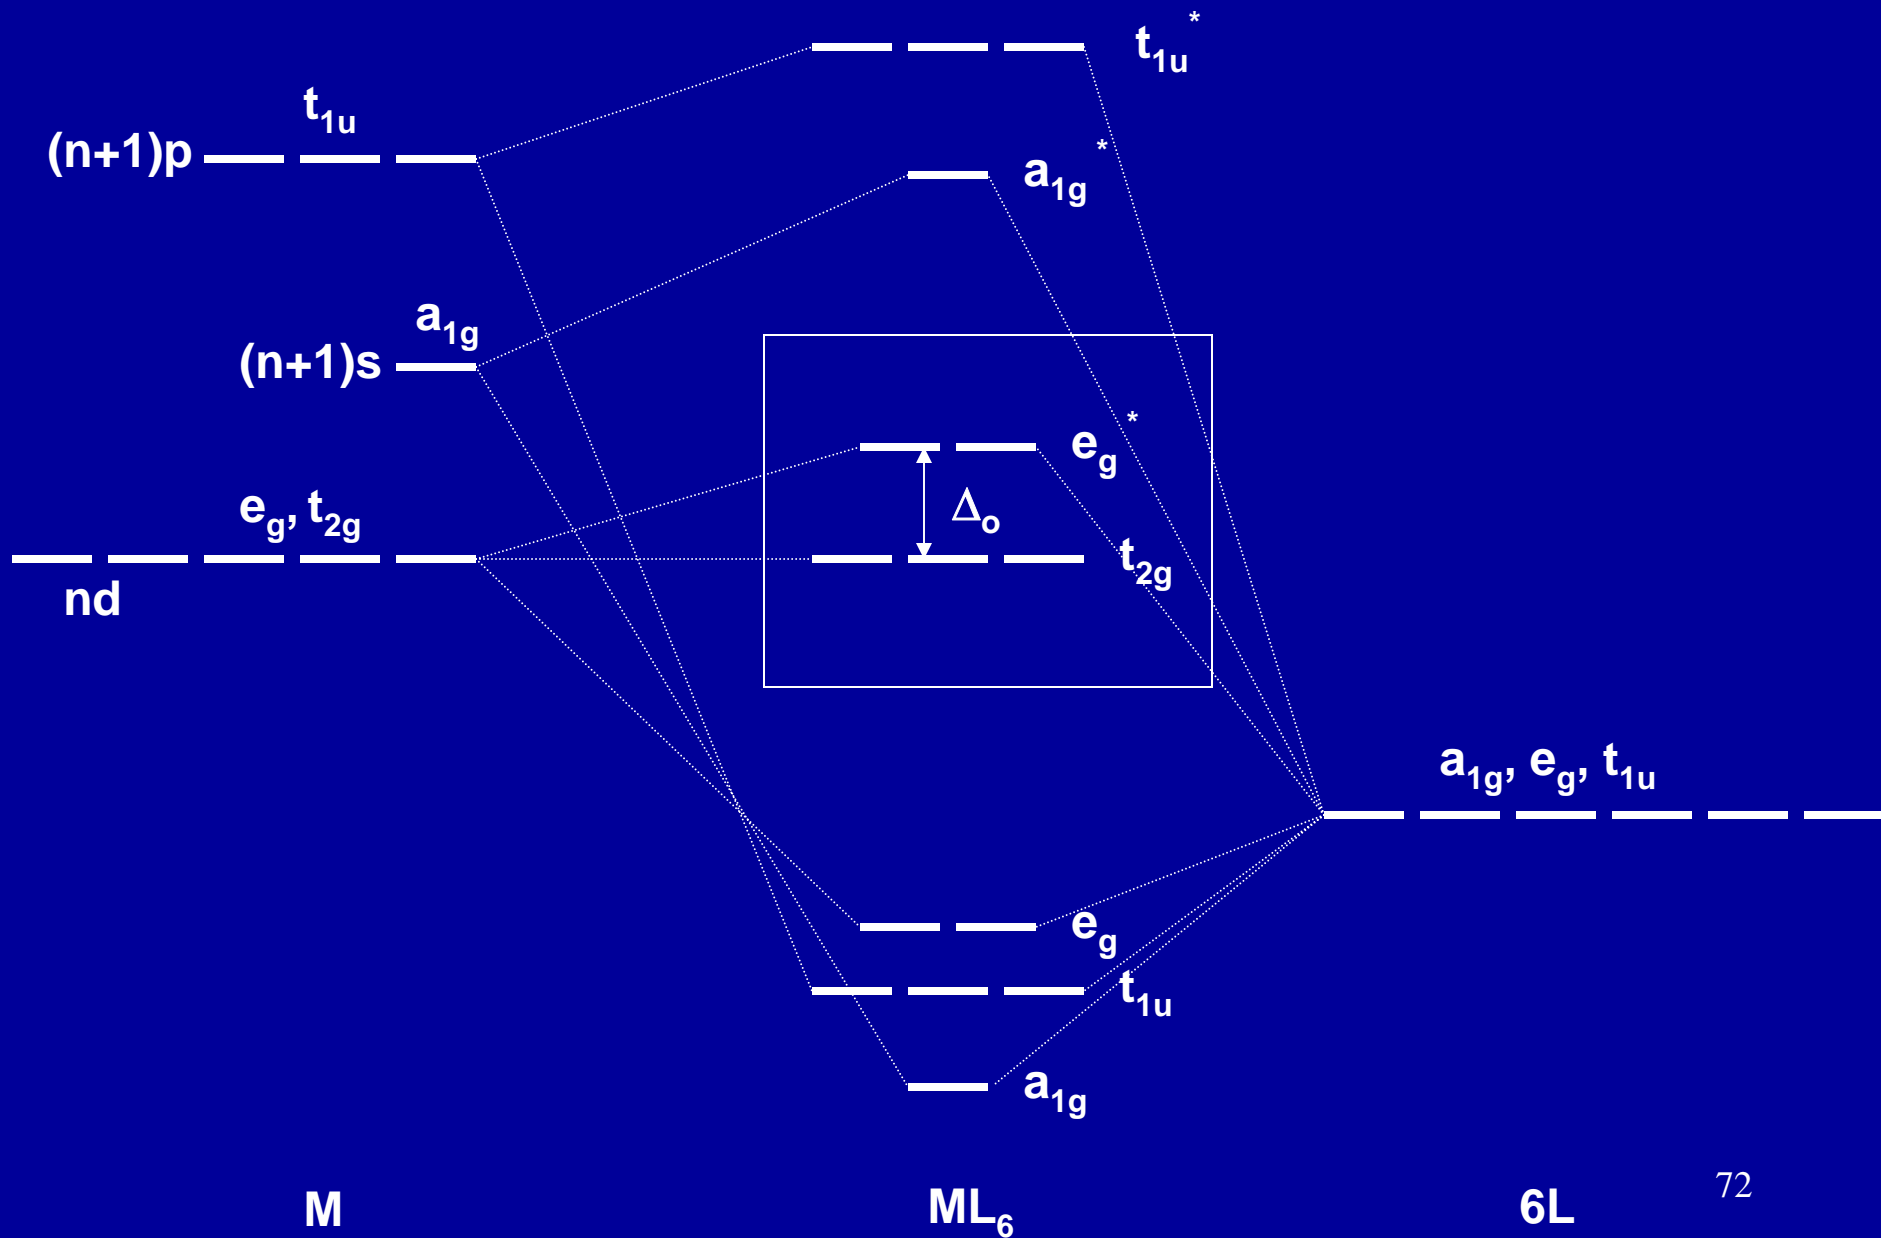 t1u*
t1u
(n+1)p
a1g*
a1g
(n+1)s
eg*
eg, t2g
Δo
t2g
nd
a1g, eg, t1u
eg
t1u
a1g
M
ML6
6L
72